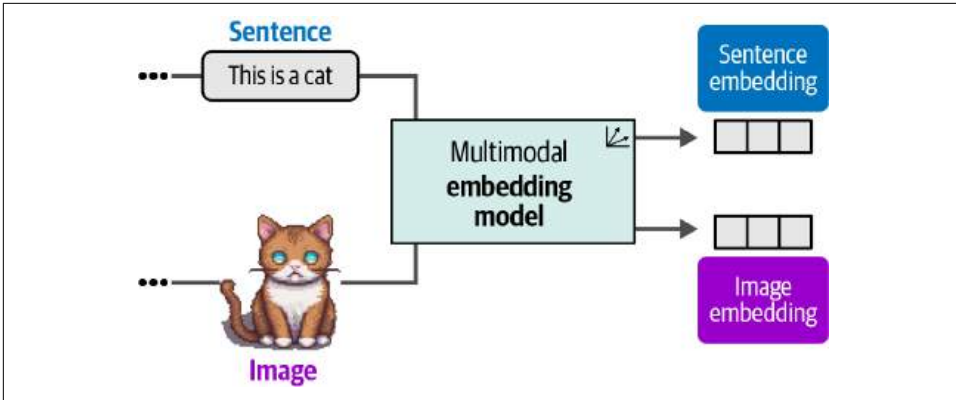 Sentence
This is a cat
Sentence
embedding
Multimodal
embedding
model
Image
embedding
Image